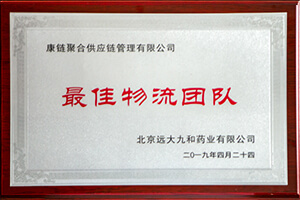 康链聚合供应链管理有限公司
最佳物流团队
北京远大九和药业有限公司
二〇一九年四月二十四